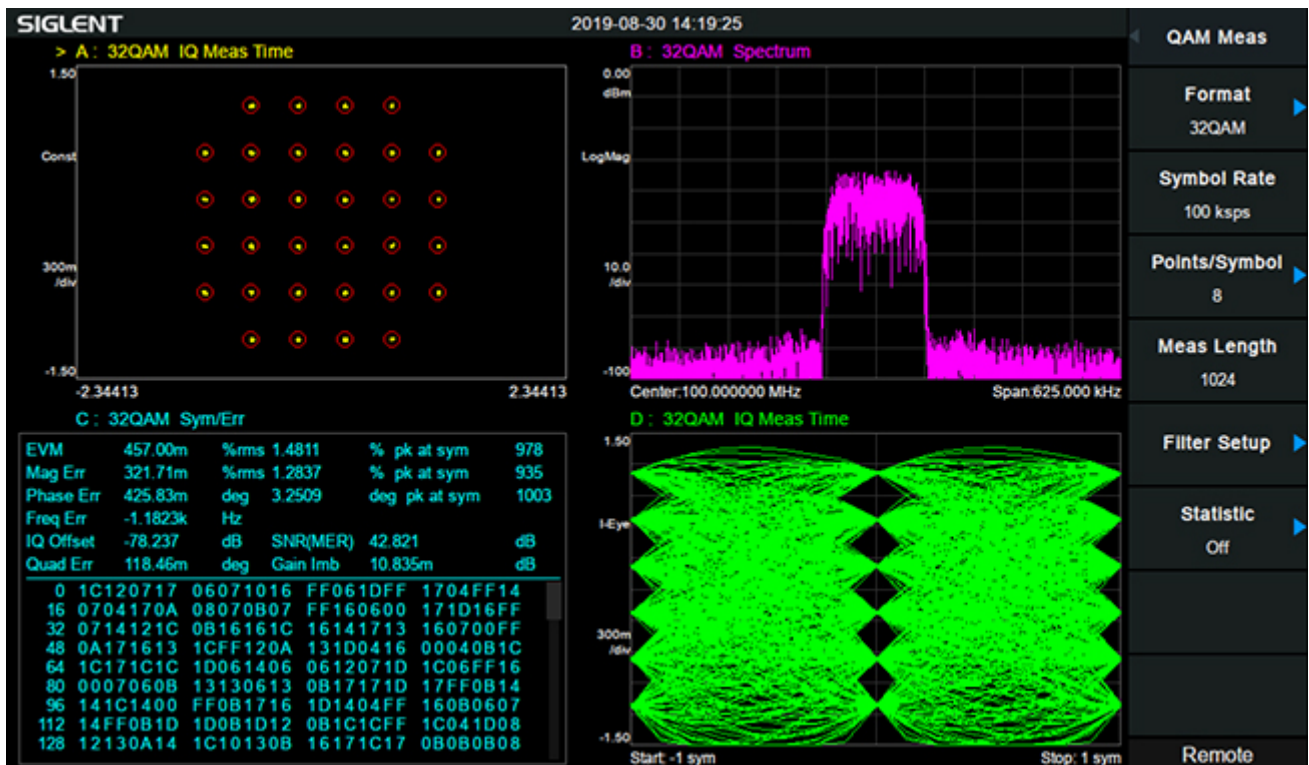 SIGLENT 2019-08-30 14:19:25
QAM Meas
Format
32QAM
Symbol Rate
100 ksps
Points/Symbol
8
Meas Length
1024
Filter Setup
Statistic
Off
Remote
> A : 32QAM IQ Meas Time
1.50
Const
300m
/div
-1.50
-2.34413 2.34413
B : 32QAM Spectrum
0.00
dBm
LogMag
10.0
/div
-100
Center:100.000000 MHz Span:625.000 kHz
C : 32QAM Sym/Err
EVM 457.00m %rms 1.4811 % pk at sym 978
Mag Err 321.71m %rms 1.2837 % pk at sym 935
Phase Err 425.83m deg 3.2509 deg pk at sym 1003
Freq Err -1.1823k Hz
IQ Offset -78.237 dB SNR(MER) 42.821 dB
Quad Err 118.46m deg Gain Imb 10.835m dB
0 1C120717 06071016 FF061DFF 1704FF14
16 0704170A 08070B07 FF160600 171D16FF
32 0714121C 0B16161C 16141713 160700FF
48 0A171613 1CFF120A 131D0416 00040B1C
64 1C171C1C 1D061406 0612071D 1C06FF16
80 0007060B 13130613 0B17171D 17FF0B14
96 141C1400 FF0B1716 1D1404FF 160B0607
112 14FF0B1D 1D0B1D12 0B1C1CFF 1C041D08
128 12130A14 1C10130B 16171C17 0B0B0B08
D : 32QAM IQ Meas Time
1.50
I-Eye
300m
/div
-1.50
Start: -1 sym Stop: 1 sym